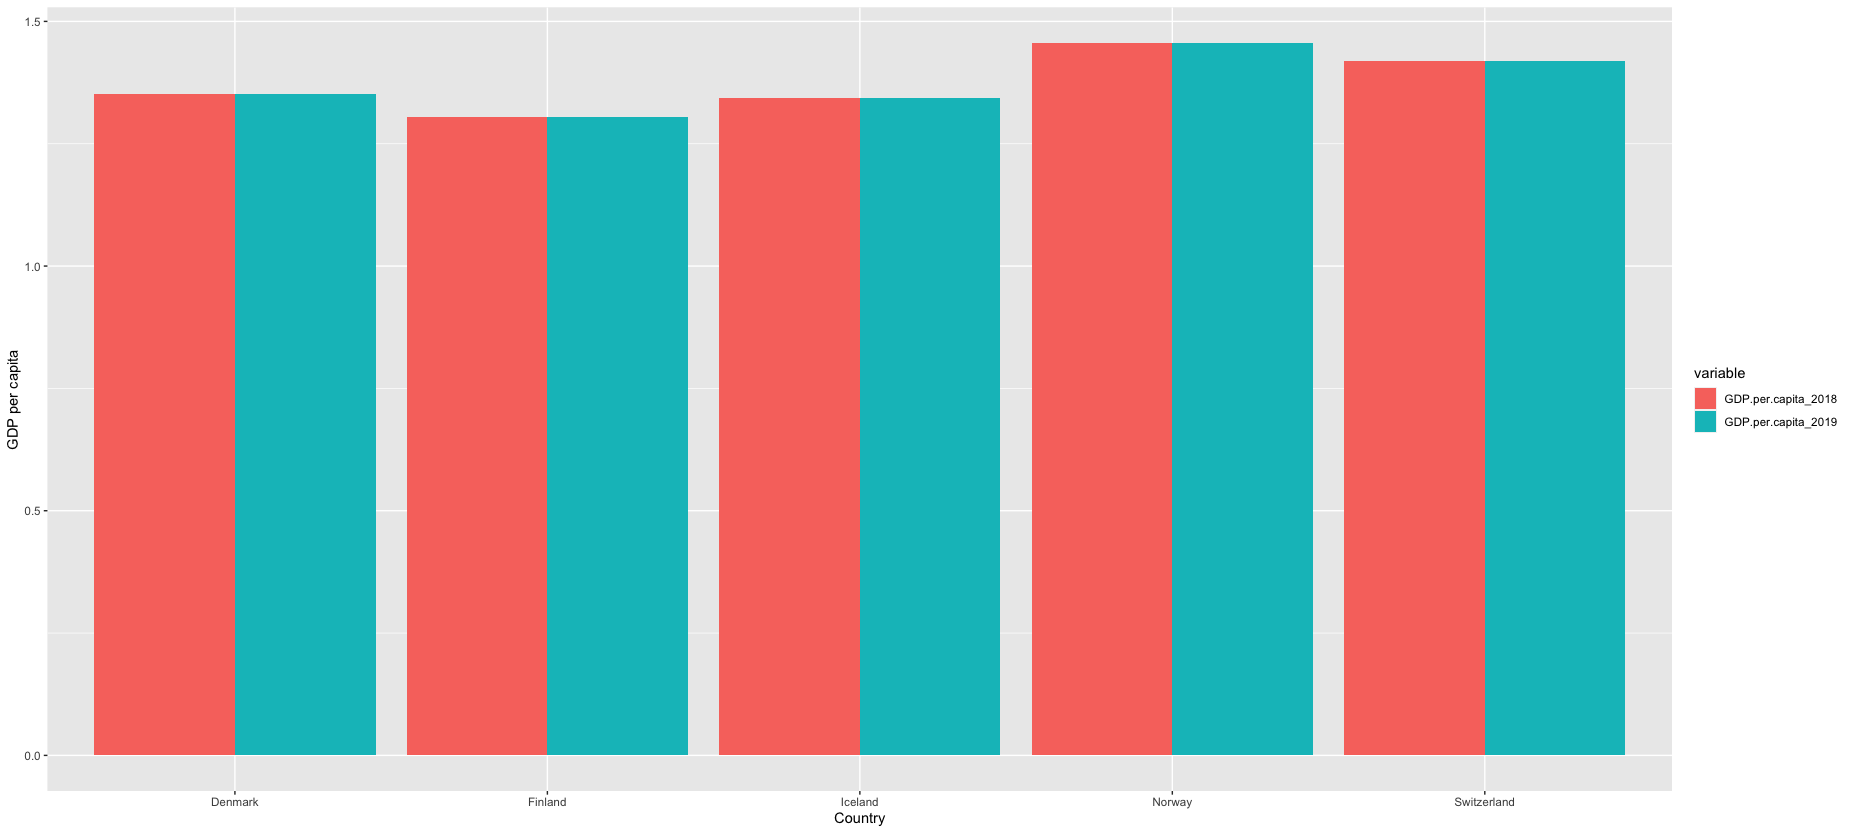 1.5
1.0
0.5
0.0
GDP per capita
Denmark
Finland
Iceland
Norway
Switzerland
Country
variable
GDP.per.capita_2018
GDP.per.capita_2019